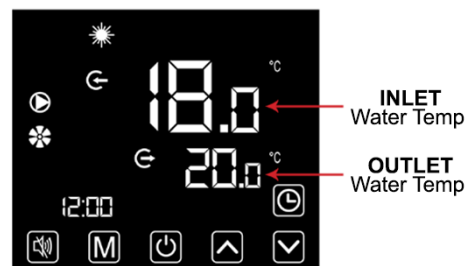 °C
18.0
INLET
Water Temp
20.0
°C
OUTLET
Water Temp
12:00
M